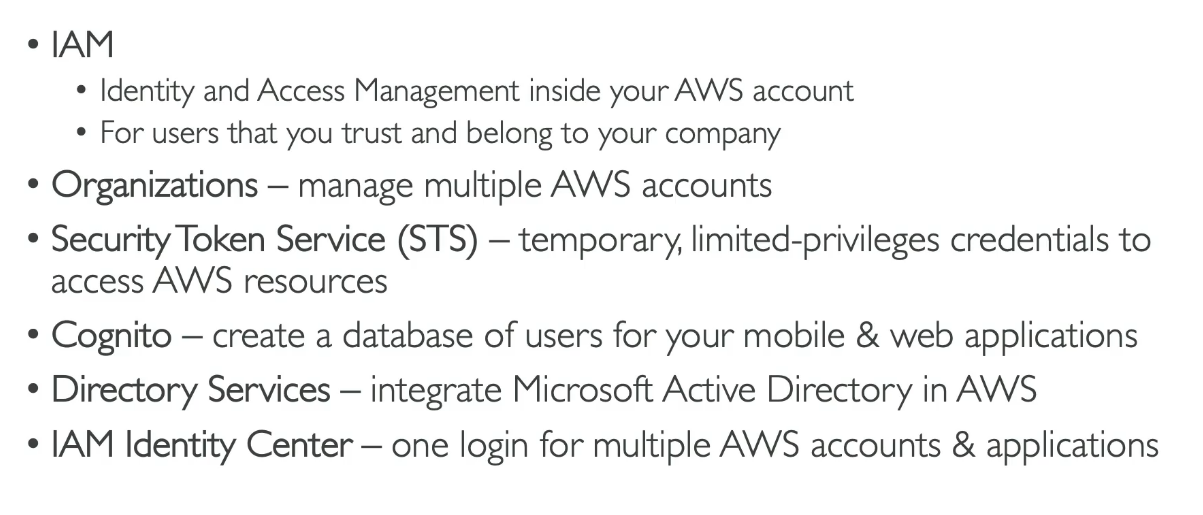 • IAM
• Identity and Access Management inside your AWS account
• For users that you trust and belong to your company
• Organizations – manage multiple AWS accounts
• Security Token Service (STS) – temporary, limited-privileges credentials to
access AWS resources
• Cognito – create a database of users for your mobile & web applications
• Directory Services – integrate Microsoft Active Directory in AWS
• IAM Identity Center – one login for multiple AWS accounts & applications